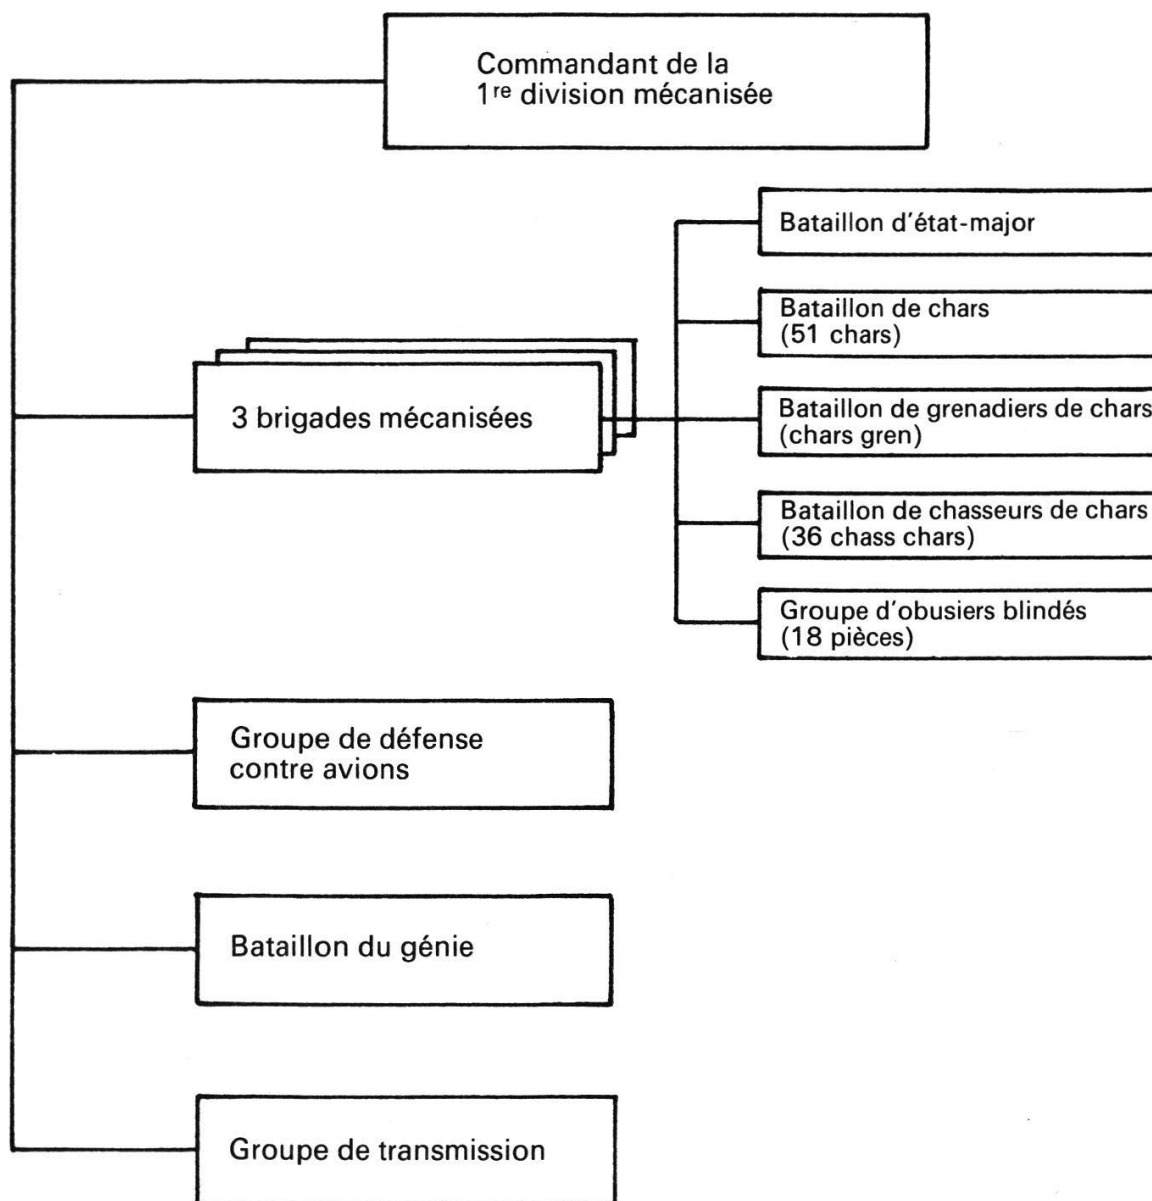 Commandant de la
1re division mécanisée
Bataillon d'état-major
Bataillon de chars
(51 chars)
3 brigades mécanisées
Bataillon de grenadiers de chars
(chars gren)
Bataillon de chasseurs de chars
(36 chass chars)
Groupe d'obusiers blindés
(18 pièces)
Groupe de défense
contre avions
Bataillon du génie
Groupe de transmission